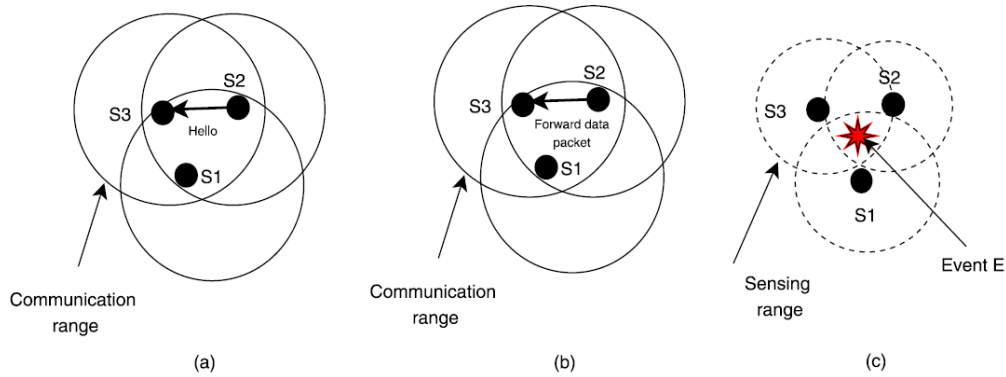 S3
S2
Hello
S1
Communication
range
(a)
S3
S2
Forward data
packet
S1
Communication
range
(b)
S3
S2
S1
Event E
Sensing
range
(c)